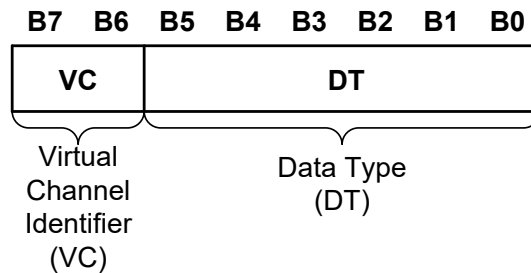 B7 B6 B5 B4 B3 B2 B1 B0
VC DT
Virtual
Channel
Identifier
(VC)
Data Type
(DT)